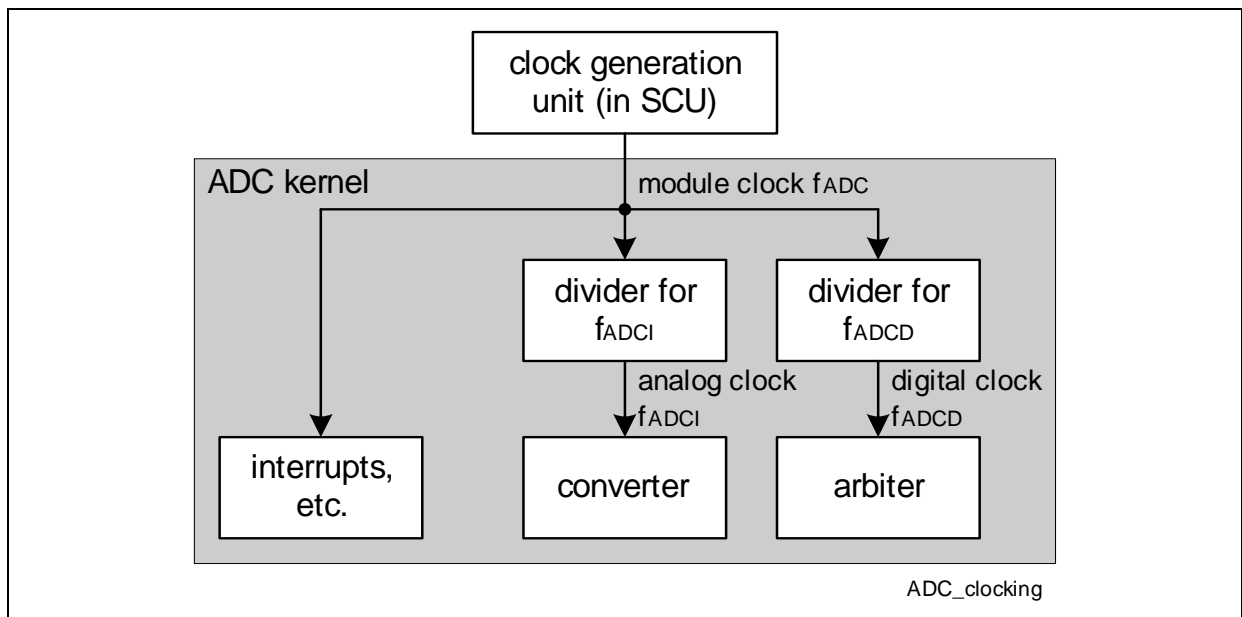 clock generation
unit (in SCU)
ADC kernel
module clock fADC
divider for
fADCI
divider for
fADCD
analog clock
fADCI
digital clock
fADCD
interrupts,
etc.
converter
arbiter
ADC_clocking